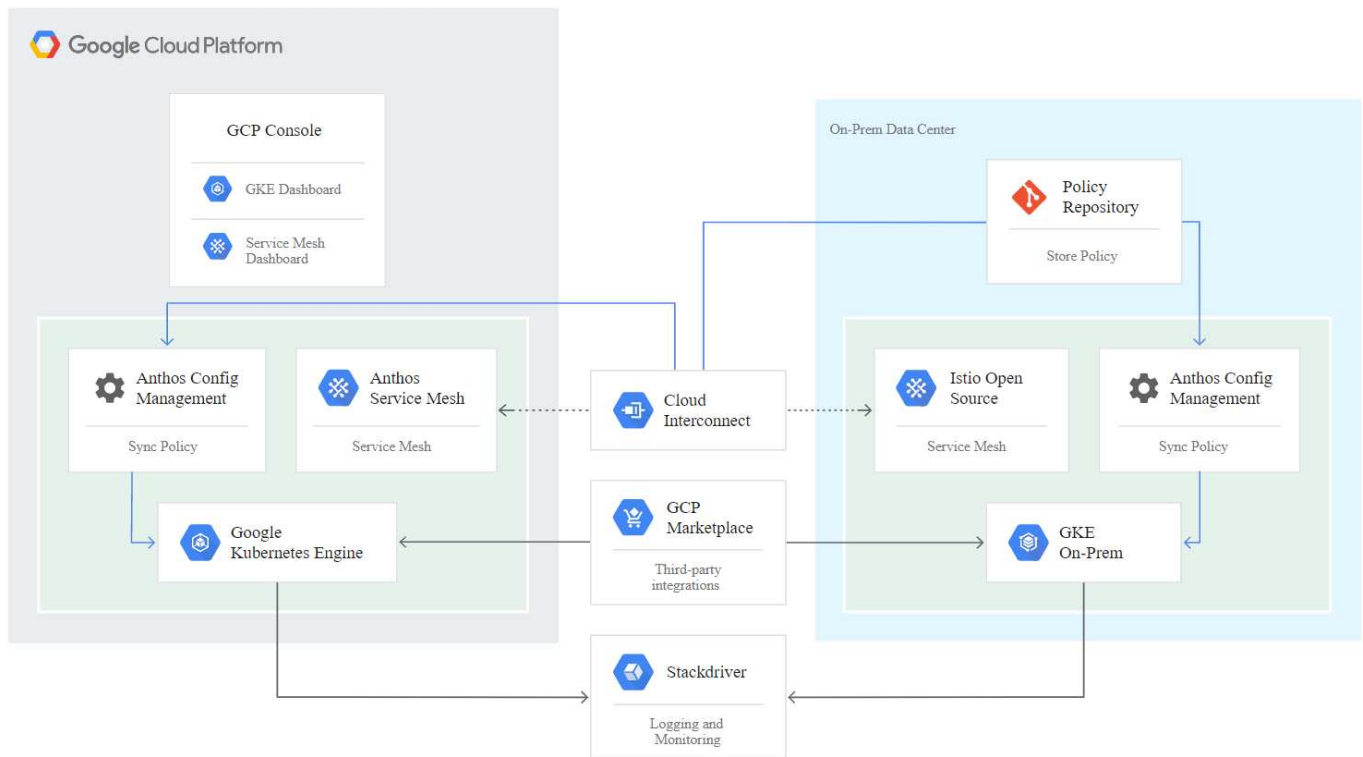 Google Cloud Platform
GCP Console
GKE Dashboard
Service Mesh
Dashboard
On-Prem Data Center
Policy
Repository
Store Policy
Anthos Config
Management
Sync Policy
Anthos
Service Mesh
Service Mesh
Cloud
Interconnect
Istio Open
Source
Service Mesh
Anthos Config
Management
Sync Policy
Google
Kubernetes Engine
GCP
Marketplace
Third-party
integrations
GKE
On-Prem
Stackdriver
Logging and
Monitoring